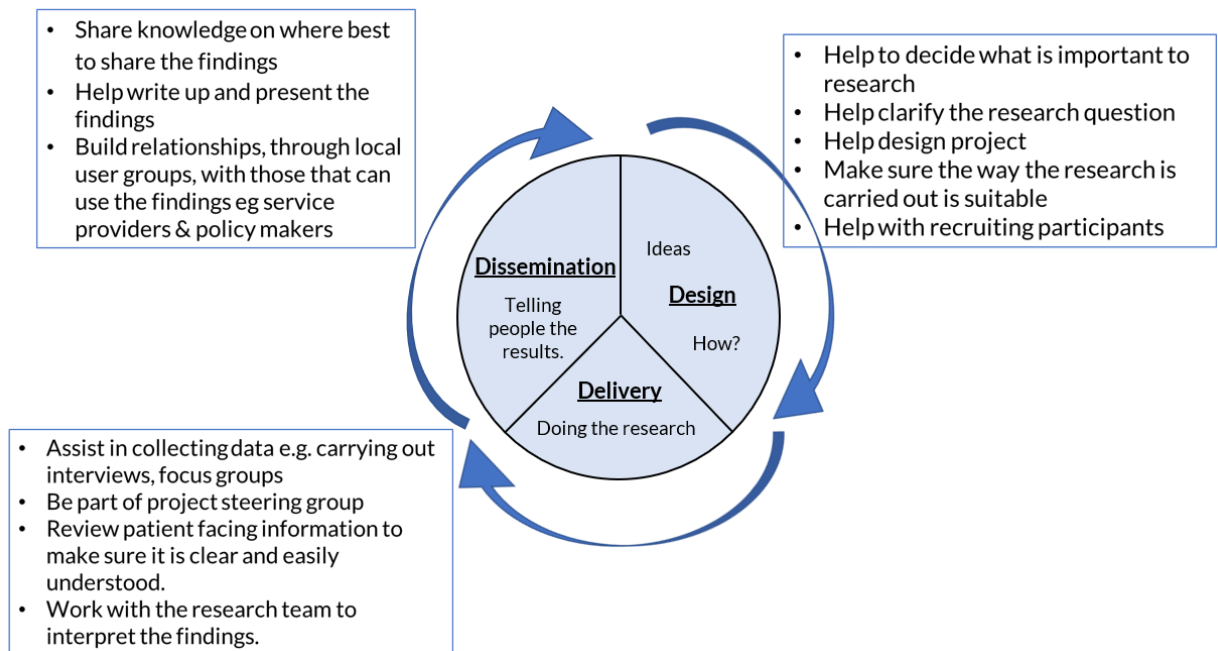 • Share knowledge on where best
to share the findings
• Help write up and present the
findings
• Build relationships, through local
user groups, with those that can
use the findings eg service
providers & policy makers
• Help to decide what is important to
research
• Help clarify the research question
• Help design project
• Make sure the way the research is
carried out is suitable
• Help with recruiting participants
Dissemination
Telling
people the
results.
Ideas
Design
How?
Delivery
Doing the research
• Assist in collecting data e.g. carrying out
interviews, focus groups
• Be part of project steering group
• Review patient facing information to
make sure it is clear and easily
understood.
• Work with the research team to
interpret the findings.